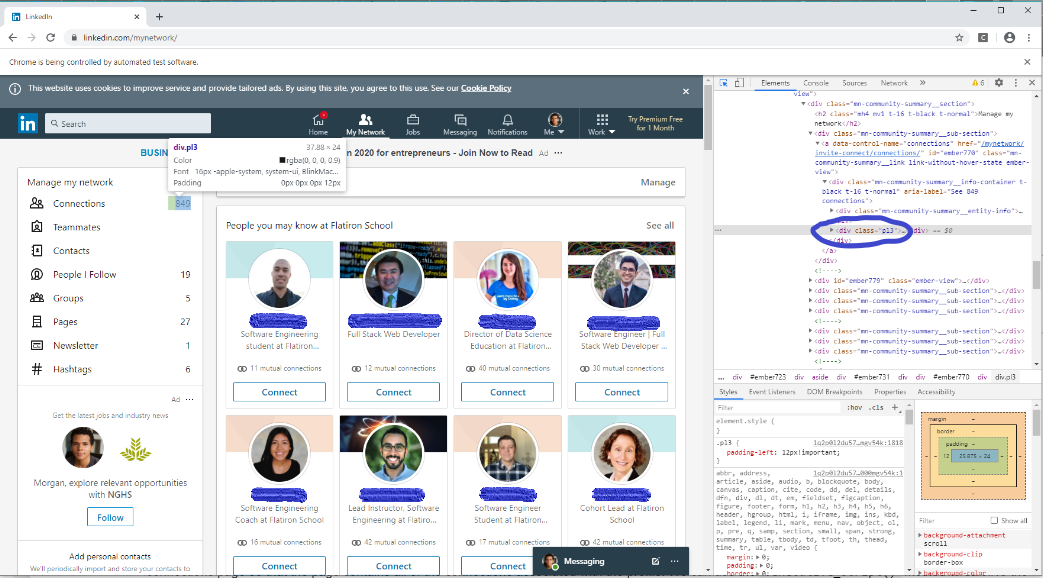 LinkedIn
linkedin.com/mynetwork/
Chrome is being controlled by automated test software.
This website uses cookies to improve service and provide tailored ads. By using this site, you agree to this use. See our Cookie Policy
in
Search
Home
My Network
Jobs
Messaging
Notifications
Me
Work
Try Premium Free
for 1 Month
BUSIN
n 2020 for entrepreneurs - Join Now to Read Ad ···
div.pl3 37.88 × 24
Color rgba(0, 0, 0, 0.9)
Font 16px -apple-system, system-ui, BlinkMac...
Padding 0px 0px 0px 12px
Manage my network
Connections 849
Teammates
Contacts
People I Follow 19
Groups 5
Pages 27
Newsletter 1
Hashtags 6
Ad ···
Get the latest jobs and industry news
Morgan, explore relevant opportunities
with NGHS
Follow
Add personal contacts
We'll periodically import and store your contacts to
Manage
People you may know at Flatiron School See all
Software Engineering
student at Flatiron...
11 mutual connections
Connect
Full Stack Web Developer
12 mutual connections
Connect
Director of Data Science
Education at Flatiron...
40 mutual connections
Connect
Software Engineer | Full
Stack Web Developer ...
30 mutual connections
Connect
Software Engineering
Coach at Flatiron School
16 mutual connections
Connect
Lead Instructor, Software
Engineering at Flatiro...
42 mutual connections
Connect
Software Engineer
Student at Flatiron...
17 mutual connections
Connect
Cohort Lead at Flatiron
School
42 mutual connections
Connect
Messaging
Elements Console Sources Network » 6
view">
<div class="mn-community-summary__section">
<h2 class="mh4 mv1 t-16 t-black t-normal">Manage my
network</h2>
<div class="mn-community-summary__sub-section">
<a data-control-name="connections" href="/mynetwork/
invite-connect/connections/" id="ember770" class="mn-
community-summary__link link-without-hover-state ember-
view">
<div class="mn-community-summary__info-container t-
black t-16 t-normal" aria-label="See 849
connections">
<div class="mn-community-summary__entity-info">…
<div class="pl3">… div> == $0
</div>
</a>
</div>
<!---->
<div id="ember779" class="ember-view">…</div>
<div class="mn-community-summary__sub-section">…</div>
<div class="mn-community-summary__sub-section">…</div>
<div class="mn-community-summary__sub-section">…</div>
<!---->
<div class="mn-community-summary__sub-section">…</div>
<div class="mn-community-summary__sub-section">…</div>
<div class="mn-community-summary__sub-section">…</div>
<!---->
... div #ember723 div aside div #ember731 div div #ember770 div div.pl3
Styles Event Listeners DOM Breakpoints Properties Accessibility
Filter :hov .cls +
element.style {
}
.pl3 { 1q2o0l2du57…mgv54k:1818
padding-left: 12px!important;
}
abbr, address, 1q2o0l2du57…000mgv54k:3
article, aside, audio, b, blockquote, body,
canvas, caption, cite, code, dd, del, details,
dfn, div, dl, dt, em, fieldset, figcaption,
figure, footer, form, h1, h2, h3, h4, h5, h6,
header, hgroup, html, i, iframe, img, ins, kbd,
label, legend, li, mark, menu, nav, object, ol,
p, pre, q, samp, section, small, span, strong,
summary, table, tbody, td, tfoot, th, thead,
time, tr, ul, var, video {
margin: 0;
padding: 0;
margin -
border -
padding -
12 25.875 × 24
Filter Show all
background-attachment
scroll
background-clip
border-box
background-color